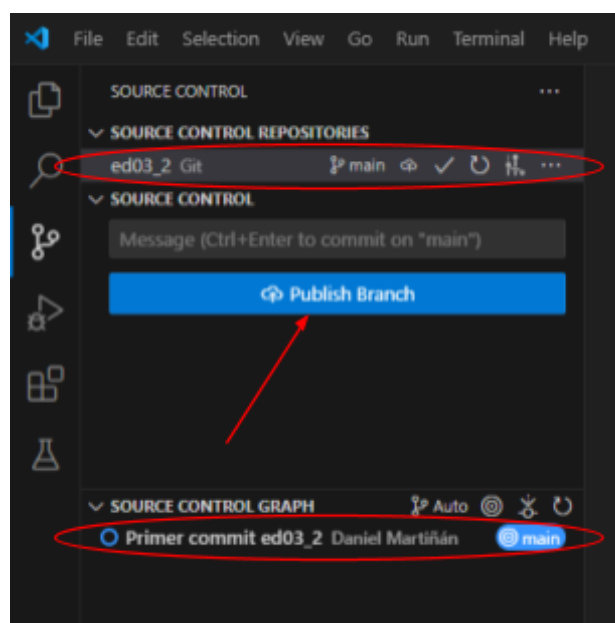 File Edit Selection View Go Run Terminal Help
SOURCE CONTROL
SOURCE CONTROL REPOSITORIES
ed03_2 Git main
SOURCE CONTROL
Message (Ctrl+Enter to commit on "main")
Publish Branch
SOURCE CONTROL GRAPH Auto
Primer commit ed03_2 Daniel Martiñán main